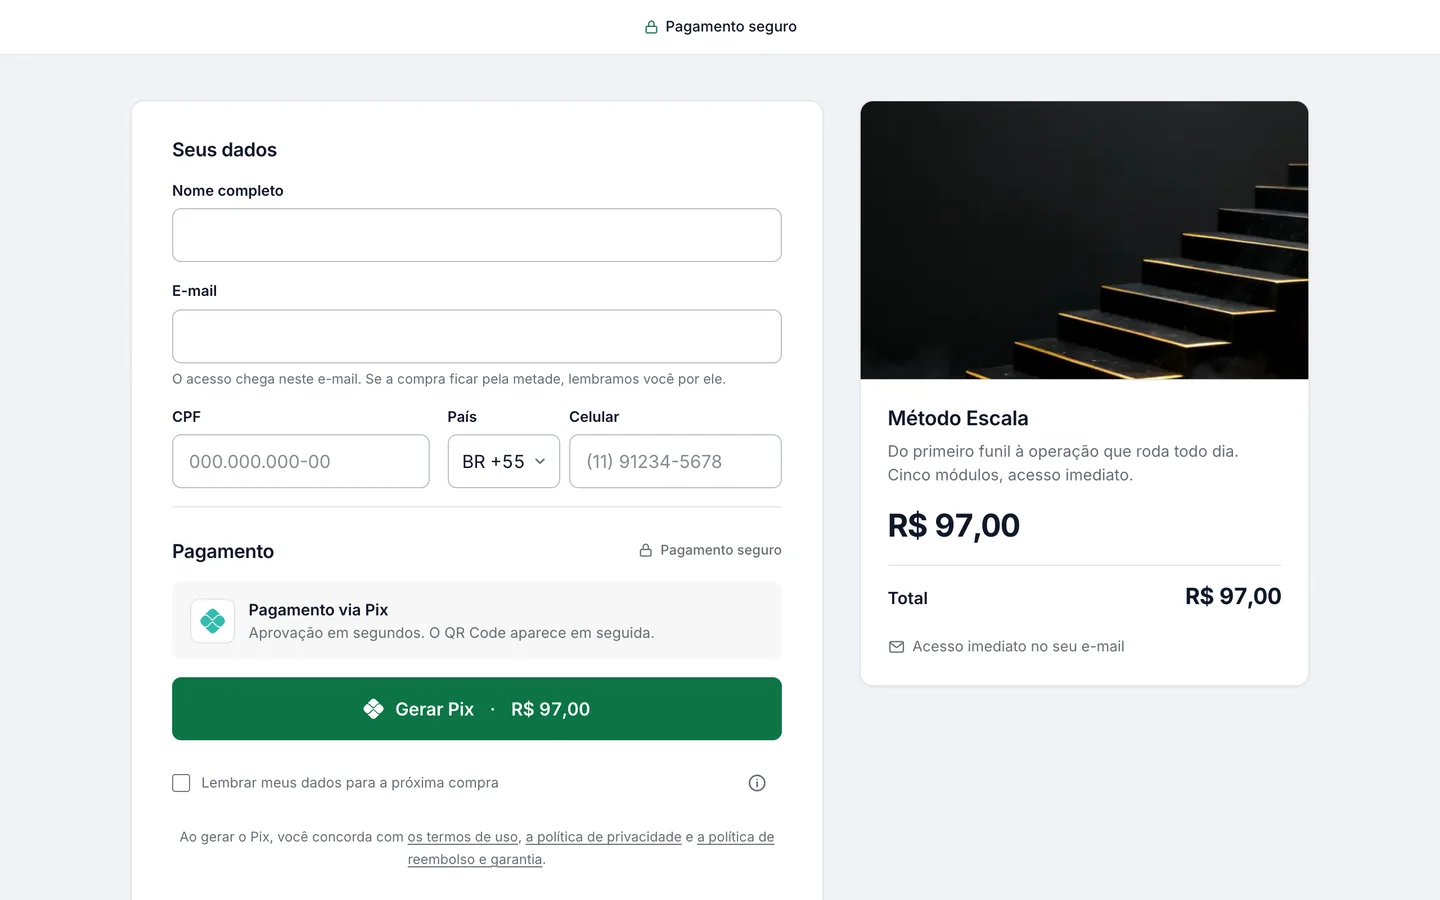 Pagamento seguro
Seus dados
Nome completo
E-mail
O acesso chega neste e-mail. Se a compra ficar pela metade, lembramos você por ele.
CPF
País
Celular
000.000.000-00
BR +55
(11) 91234-5678
Pagamento
Pagamento seguro
Pagamento via Pix
Aprovação em segundos. O QR Code aparece em seguida.
Gerar Pix · R$ 97,00
Lembrar meus dados para a próxima compra
Ao gerar o Pix, você concorda com os termos de uso, a política de privacidade e a política de
reembolso e garantia.
Método Escala
Do primeiro funil à operação que roda todo dia.
Cinco módulos, acesso imediato.
R$ 97,00
Total R$ 97,00
Acesso imediato no seu e-mail